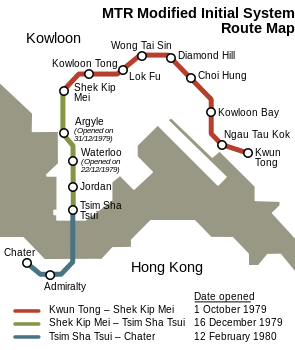 MTR Modified Initial System
Route Map
Kowloon
Wong Tai Sin
Diamond Hill
Kowloon Tong
Lok Fu
Choi Hung
Shek Kip
Mei
Kowloon Bay
Argyle
(Opened on
31/12/1979)
Ngau Tau Kok
Waterloo
(Opened on
22/12/1979)
Kwun
Tong
Jordan
Tsim Sha
Tsui
Chater
Hong Kong
Admiralty
Date opened
Kwun Tong – Shek Kip Mei 1 October 1979
Shek Kip Mei – Tsim Sha Tsui 16 December 1979
Tsim Sha Tsui – Chater 12 February 1980